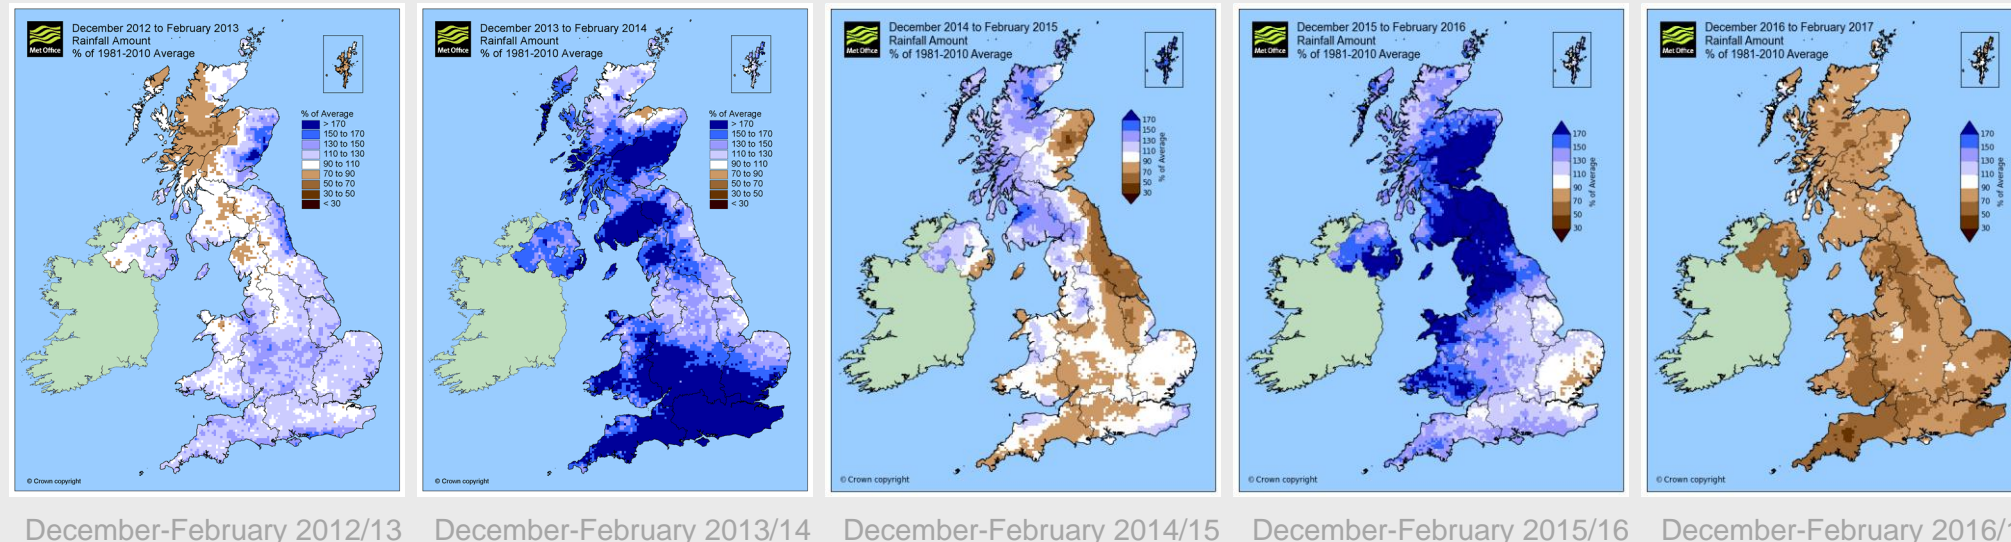 Met Office
December 2012 to February 2013
Rainfall Amount
% of 1981-2010 Average
% of Average
> 170
150 to 170
130 to 150
110 to 130
90 to 110
70 to 90
50 to 70
30 to 50
< 30
© Crown copyright
December-February 2012/13
Met Office
December 2013 to February 2014
Rainfall Amount
% of 1981-2010 Average
% of Average
> 170
150 to 170
130 to 150
110 to 130
90 to 110
70 to 90
50 to 70
30 to 50
< 30
© Crown copyright
December-February 2013/14
Met Office
December 2014 to February 2015
Rainfall Amount
% of 1981-2010 Average
170
150
130
110
90
70
50
30
% of Average
© Crown copyright
December-February 2014/15
Met Office
December 2015 to February 2016
Rainfall Amount
% of 1981-2010 Average
170
150
130
110
90
70
50
30
% of Average
© Crown copyright
December-February 2015/16
Met Office
December 2016 to February 2017
Rainfall Amount
% of 1981-2010 Average
170
150
130
110
90
70
50
30
% of Average
© Crown copyright
December-February 2016/1